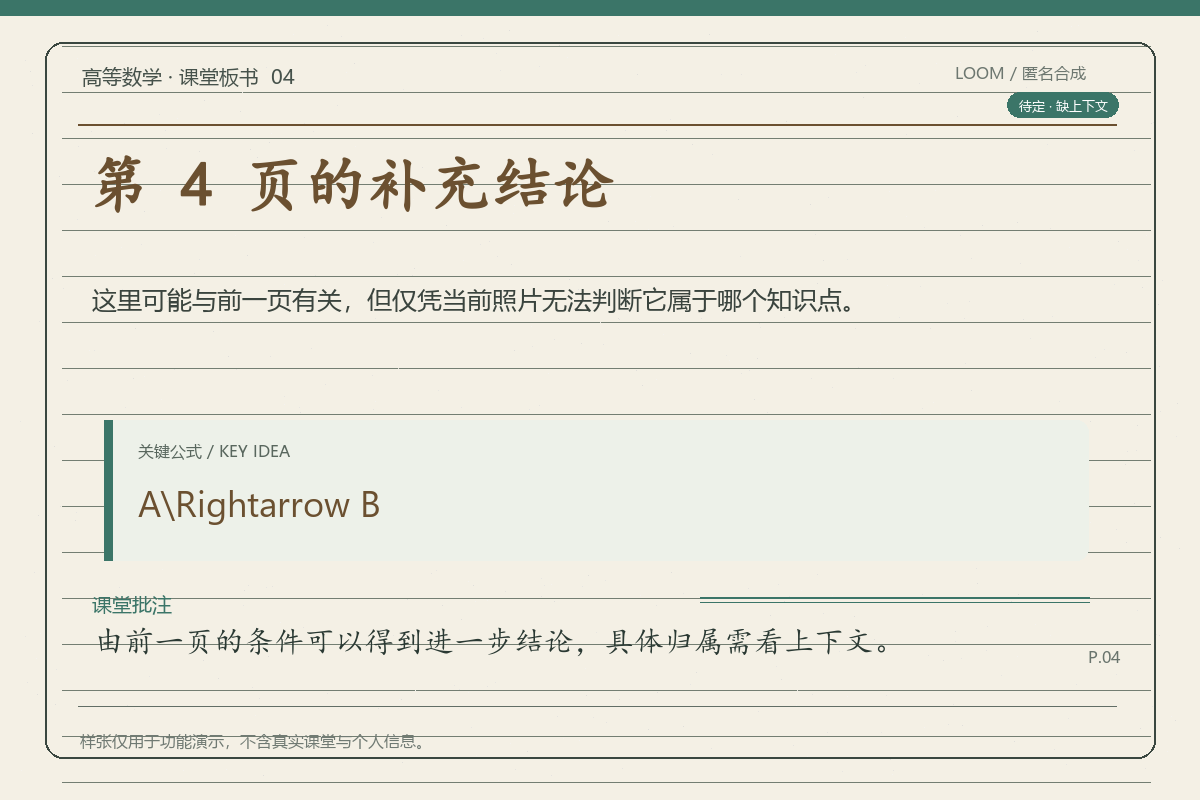 高等数学 · 课堂板书 04
LOOM / 匿名合成
待定 · 缺上下文
第 4 页的补充结论
这里可能与前一页有关，但仅凭当前照片无法判断它属于哪个知识点。
关键公式 / KEY IDEA
A\Rightarrow B
课堂批注
由前一页的条件可以得到进一步结论，具体归属需看上下文。
P.04
样张仅用于功能演示，不含真实课堂与个人信息。